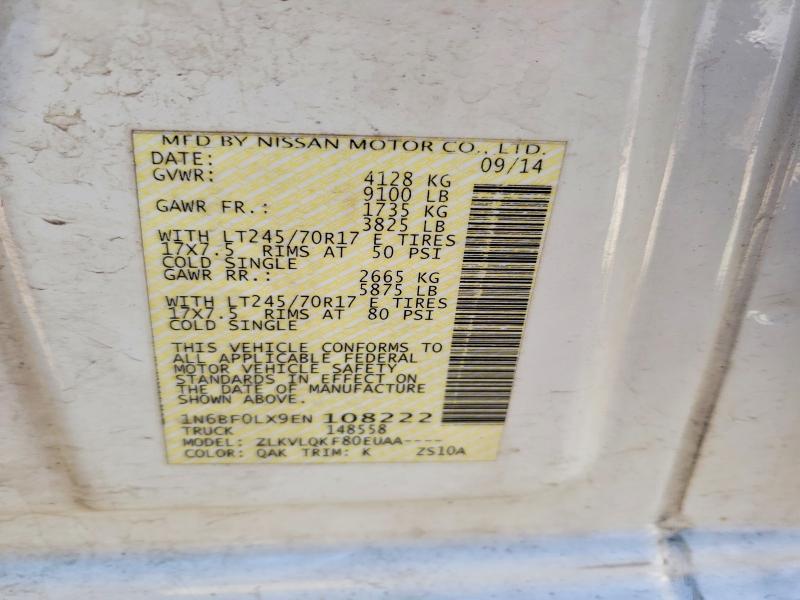 MFD BY NISSAN MOTOR CO., LTD.
DATE: 09/14
GVWR: 4128 KG
9100 LB
GAWR FR.: 1735 KG
3825 LB
WITH LT245/70R17 E TIRES
17X7.5 RIMS AT 50 PSI
COLD SINGLE
GAWR RR.: 2665 KG
5875 LB
WITH LT245/70R17 E TIRES
17X7.5 RIMS AT 80 PSI
COLD SINGLE
THIS VEHICLE CONFORMS TO
ALL APPLICABLE FEDERAL
MOTOR VEHICLE SAFETY
STANDARDS IN EFFECT ON
THE DATE OF MANUFACTURE
SHOWN ABOVE.
1N6BF0LX9EN 108222
TRUCK 148558
MODEL: ZLKVLQKF80EUAA----
COLOR: QAK TRIM: K ZS10A